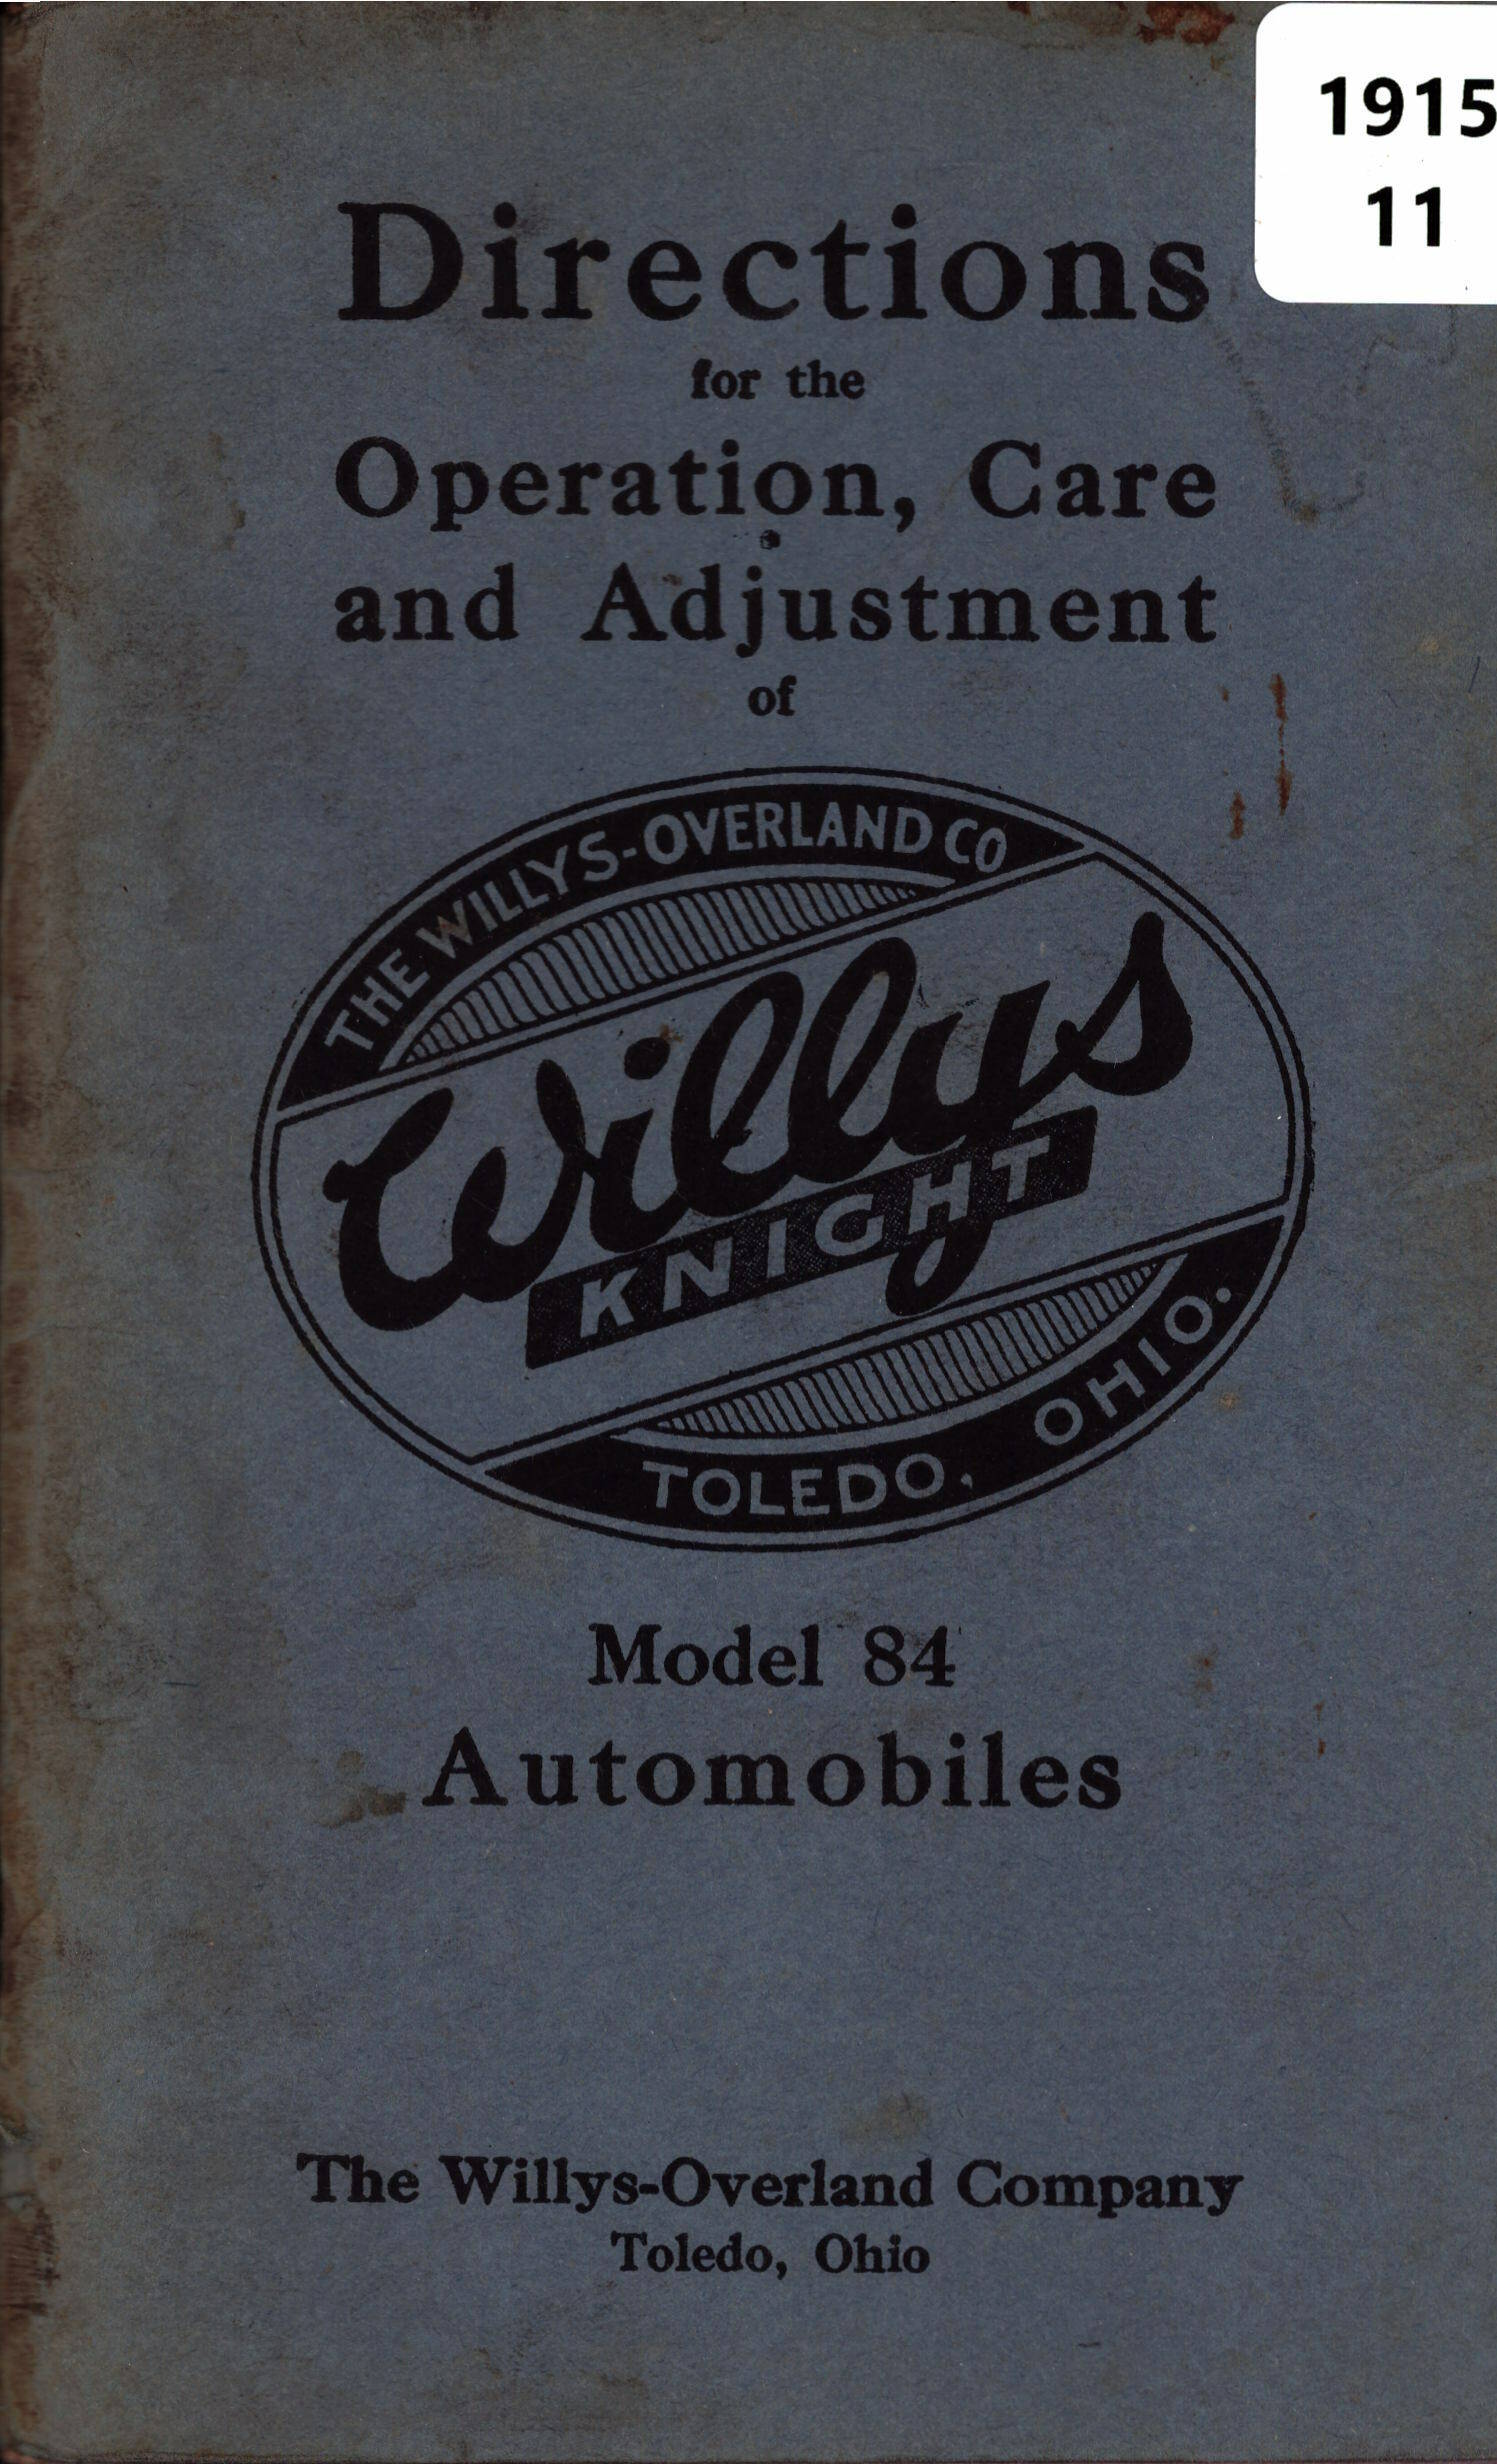 1915
11
Directions
for the
Operation, Care
and Adjustment
of
THE WILLYS-OVERLAND CO
Willys
KNIGHT
TOLEDO, OHIO.
Model 84
Automobiles
The Willys-Overland Company
Toledo, Ohio